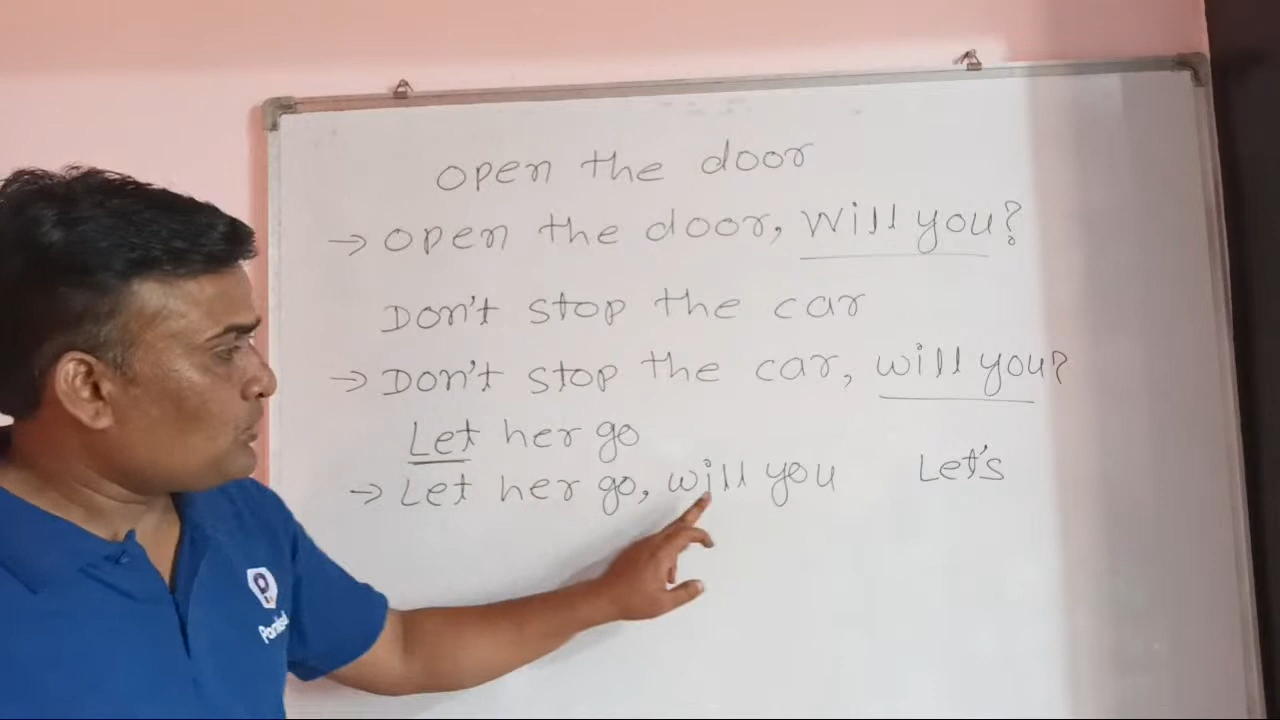 open the door
→ open the door, will you?
Don't stop the car
→ Don't stop the car, will you?
Let her go
→ Let her go, will you
Let's